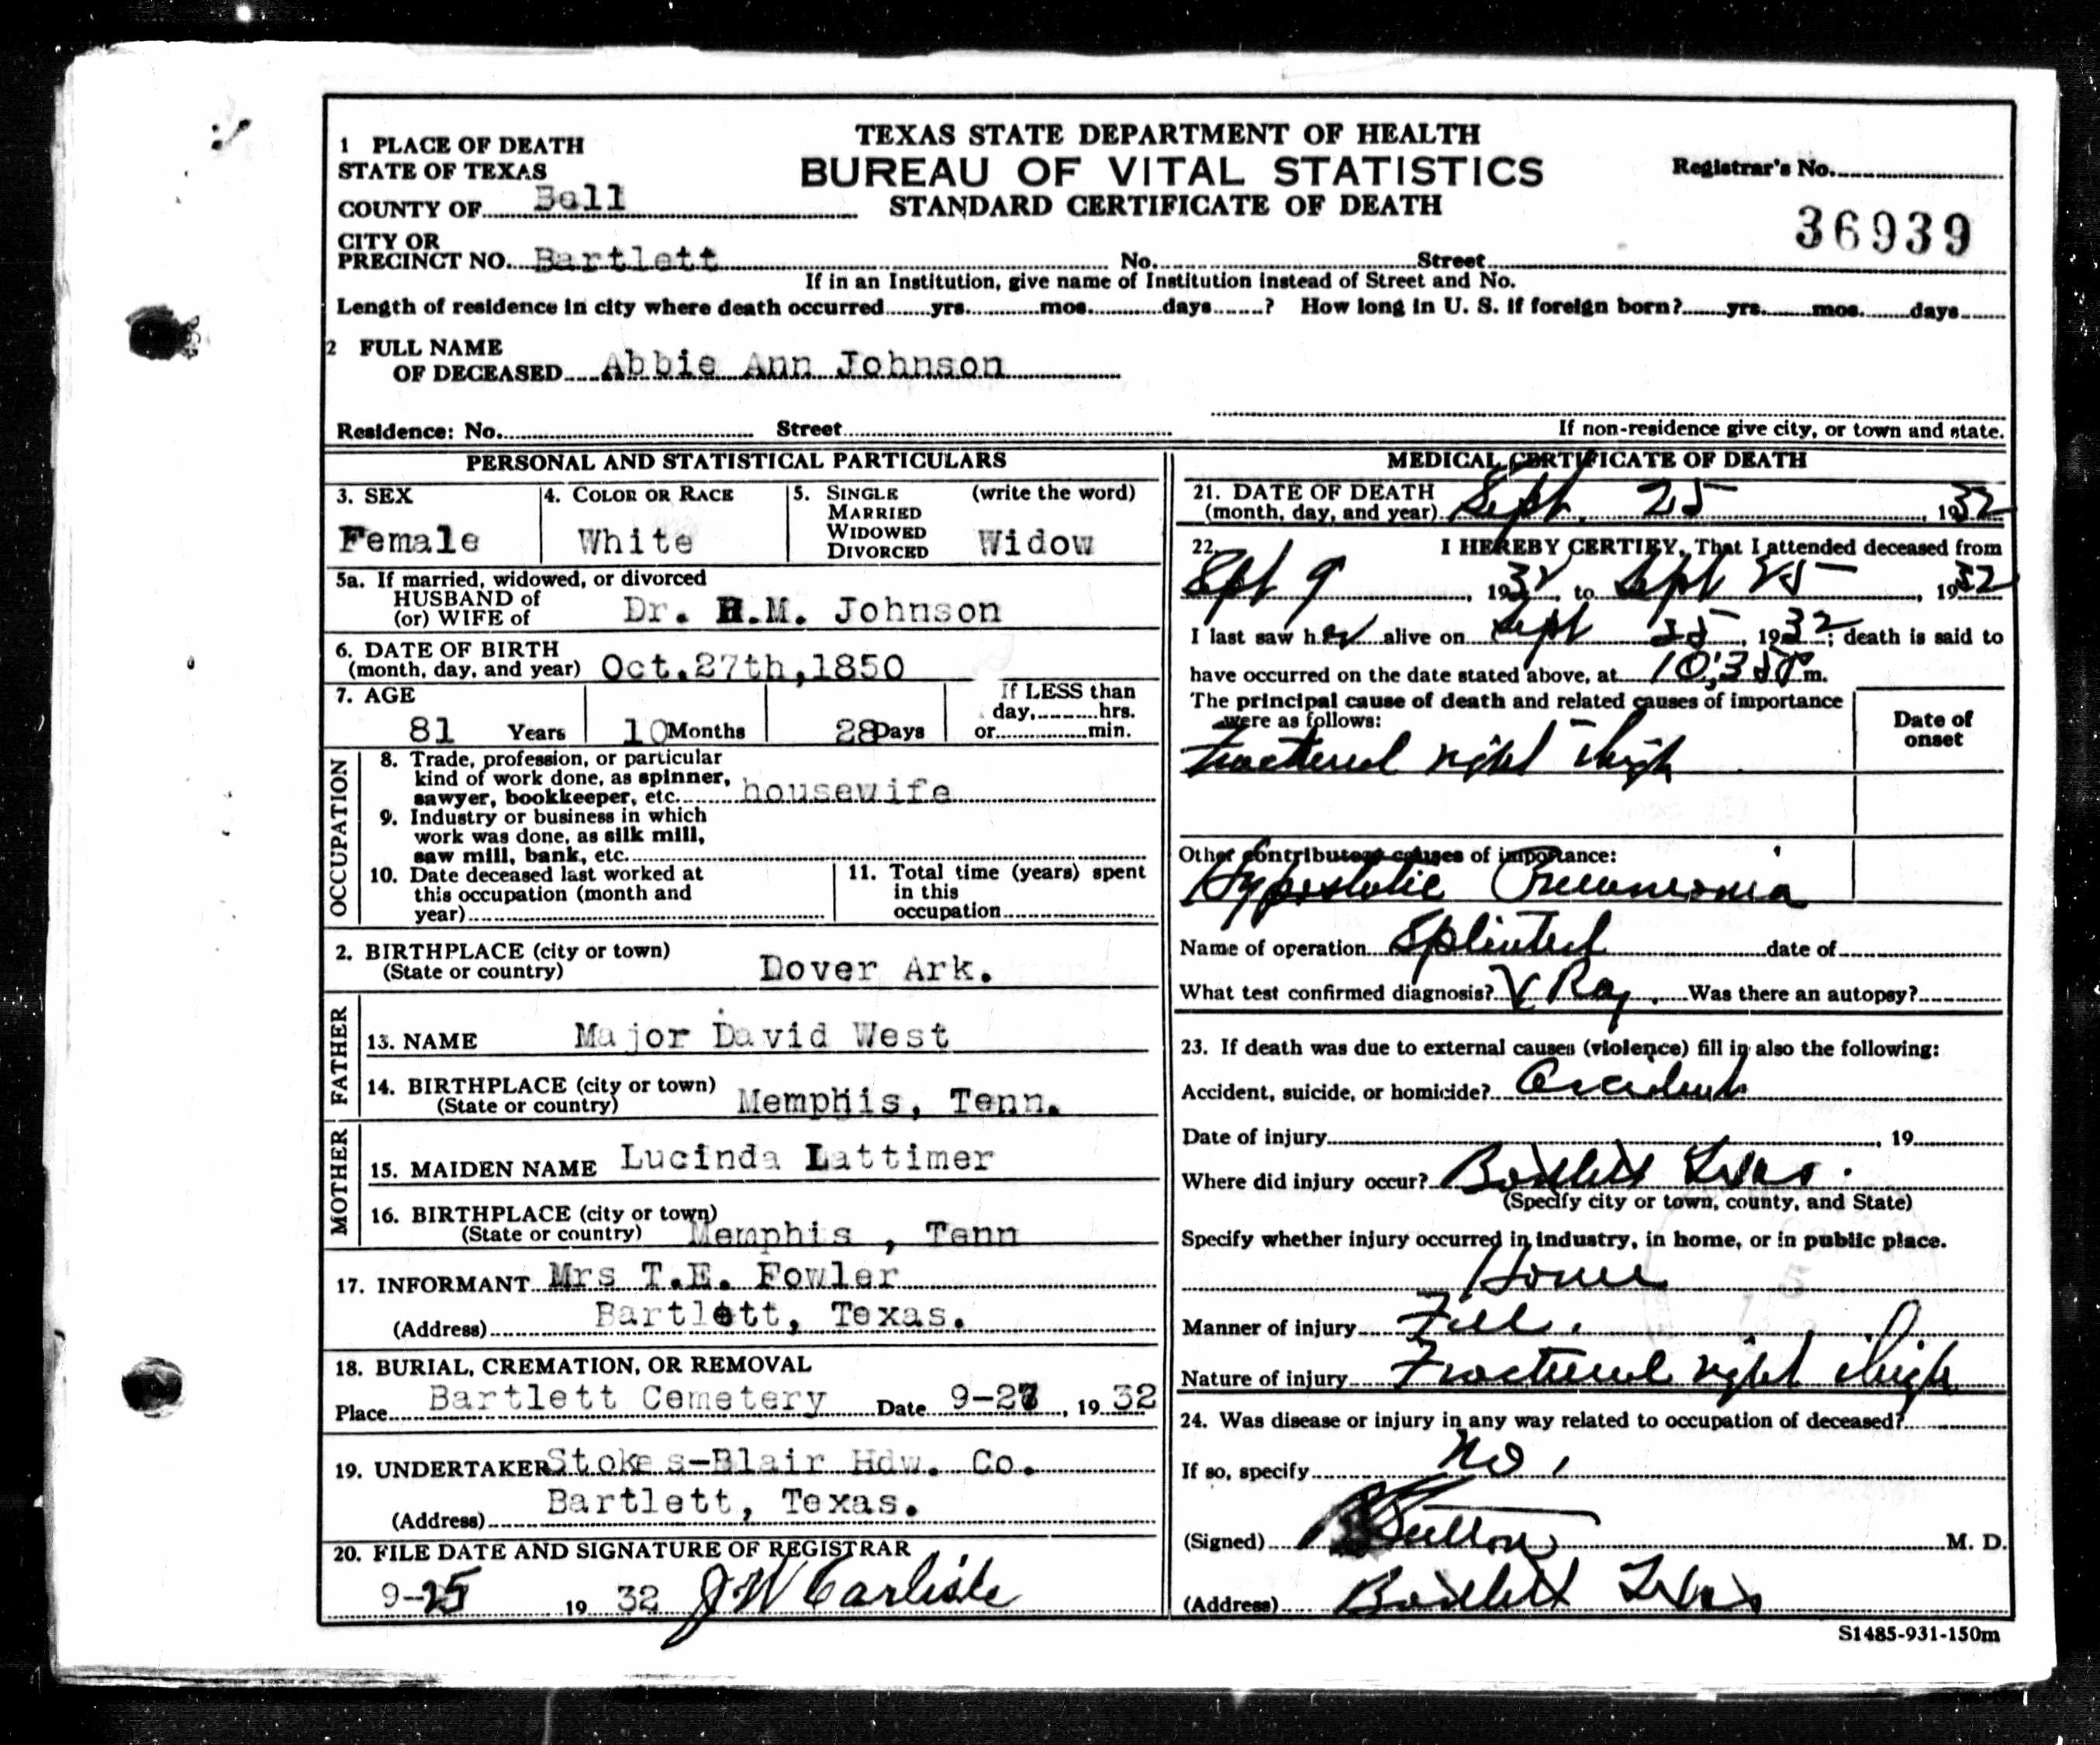 TEXAS STATE DEPARTMENT OF HEALTH
BUREAU OF VITAL STATISTICS
STANDARD CERTIFICATE OF DEATH
Registrar's No.
36939
1 PLACE OF DEATH
STATE OF TEXAS
COUNTY OF Bell
CITY OR
PRECINCT NO. Bartlett No. Street
If in an Institution, give name of Institution instead of Street and No.
Length of residence in city where death occurred yrs. mos. days ? How long in U. S. if foreign born? yrs. mos. days
2 FULL NAME
OF DECEASED Abbie Ann Johnson
Residence: No. Street
If non-residence give city, or town and state.
PERSONAL AND STATISTICAL PARTICULARS
3. SEX 4. COLOR OR RACE 5. SINGLE (write the word)
MARRIED
WIDOWED
DIVORCED
Female White Widow
5a. If married, widowed, or divorced
HUSBAND of
(or) WIFE of Dr. R.M. Johnson
6. DATE OF BIRTH
(month, day, and year) Oct.27th,1850
7. AGE If LESS than
day, hrs.
81 Years 10 Months 28 Days or min.
OCCUPATION
8. Trade, profession, or particular
kind of work done, as spinner,
sawyer, bookkeeper, etc. housewife
9. Industry or business in which
work was done, as silk mill,
saw mill, bank, etc.
10. Date deceased last worked at
this occupation (month and
year)
11. Total time (years) spent
in this
occupation
2. BIRTHPLACE (city or town)
(State or country) Dover Ark.
FATHER
13. NAME Major David West
14. BIRTHPLACE (city or town)
(State or country) Memphis, Tenn.
MOTHER
15. MAIDEN NAME Lucinda Lattimer
16. BIRTHPLACE (city or town)
(State or country) Memphis , Tenn
17. INFORMANT Mrs T.E. Fowler
(Address) Bartlett, Texas.
18. BURIAL, CREMATION, OR REMOVAL
Place Bartlett Cemetery Date 9-27, 19 32
19. UNDERTAKER Stokes-Blair Hdw. Co.
(Address) Bartlett, Texas.
20. FILE DATE AND SIGNATURE OF REGISTRAR
9-25 19 32 J W Carlisle
MEDICAL CERTIFICATE OF DEATH
21. DATE OF DEATH
(month, day, and year) Sept. 25, 1932
22. I HEREBY CERTIFY, That I attended deceased from
Sept 9, 1932, to Sept 25, 1932
I last saw her alive on Sept 25, 1932; death is said to
have occurred on the date stated above, at 10:3 P m.
The principal cause of death and related causes of importance
were as follows:
Date of
onset
Fractured right thigh
Other contributory causes of importance:
Hypostatic Pneumonia
Name of operation Splinted date of
What test confirmed diagnosis? X Ray. Was there an autopsy?
23. If death was due to external causes (violence) fill in also the following:
Accident, suicide, or homicide? Accident
Date of injury , 19
Where did injury occur? Bartlett Texas.
(Specify city or town, county, and State)
Specify whether injury occurred in industry, in home, or in public place.
Home
Manner of injury Fell.
Nature of injury Fractured right thigh
24. Was disease or injury in any way related to occupation of deceased?
If so, specify No.
(Signed) M. D.
(Address) Bartlett Texas
S1485-931-150m